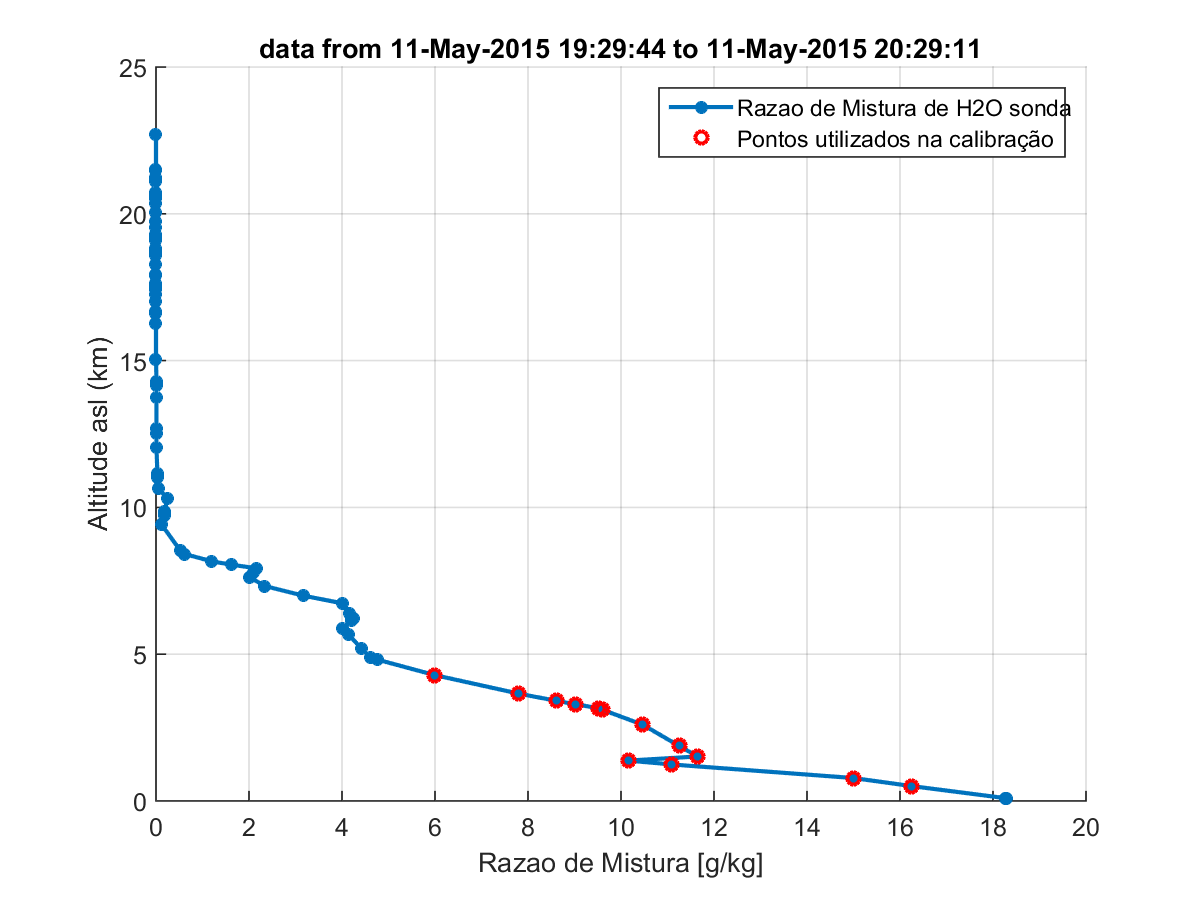 data from 11-May-2015 19:29:44 to 11-May-2015 20:29:11
Razao de Mistura de H2O sonda
Pontos utilizados na calibração
25
20
15
10
5
0
Altitude asl (km)
0 2 4 6 8 10 12 14 16 18 20
Razao de Mistura [g/kg]